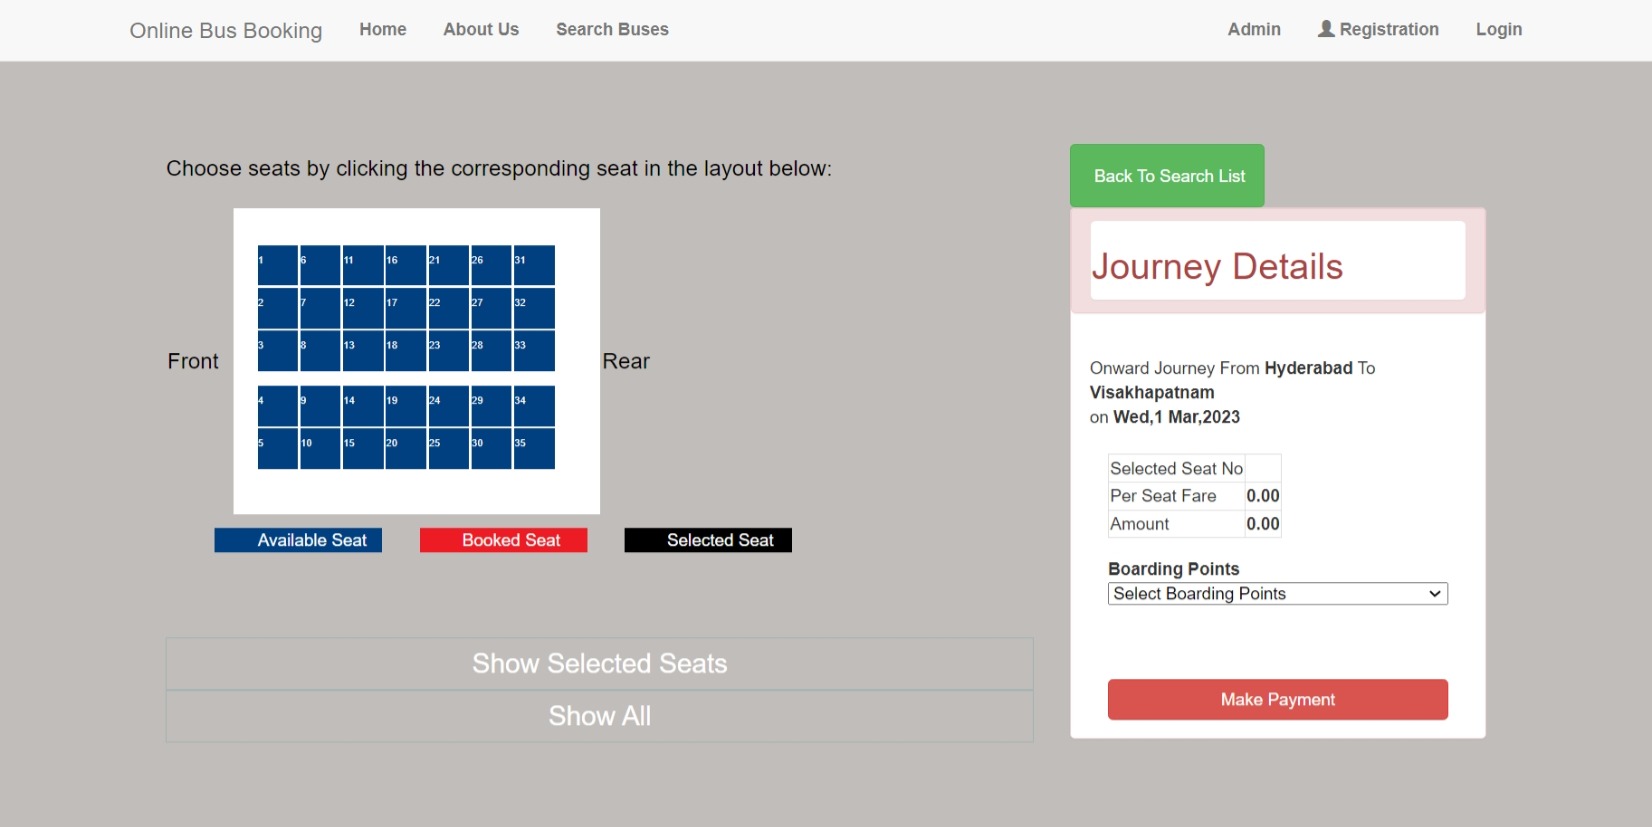 Online Bus Booking Home About Us Search Buses Admin Registration Login
Choose seats by clicking the corresponding seat in the layout below:
1 6 11 16 21 26 31
2 7 12 17 22 27 32
3 8 13 18 23 28 33
Front
Rear
4 9 14 19 24 29 34
5 10 15 20 25 30 35
Available Seat Booked Seat Selected Seat
Show Selected Seats
Show All
Back To Search List
Journey Details
Onward Journey From Hyderabad To
Visakhapatnam
on Wed,1 Mar,2023
Selected Seat No
Per Seat Fare 0.00
Amount 0.00
Boarding Points
Select Boarding Points
Make Payment